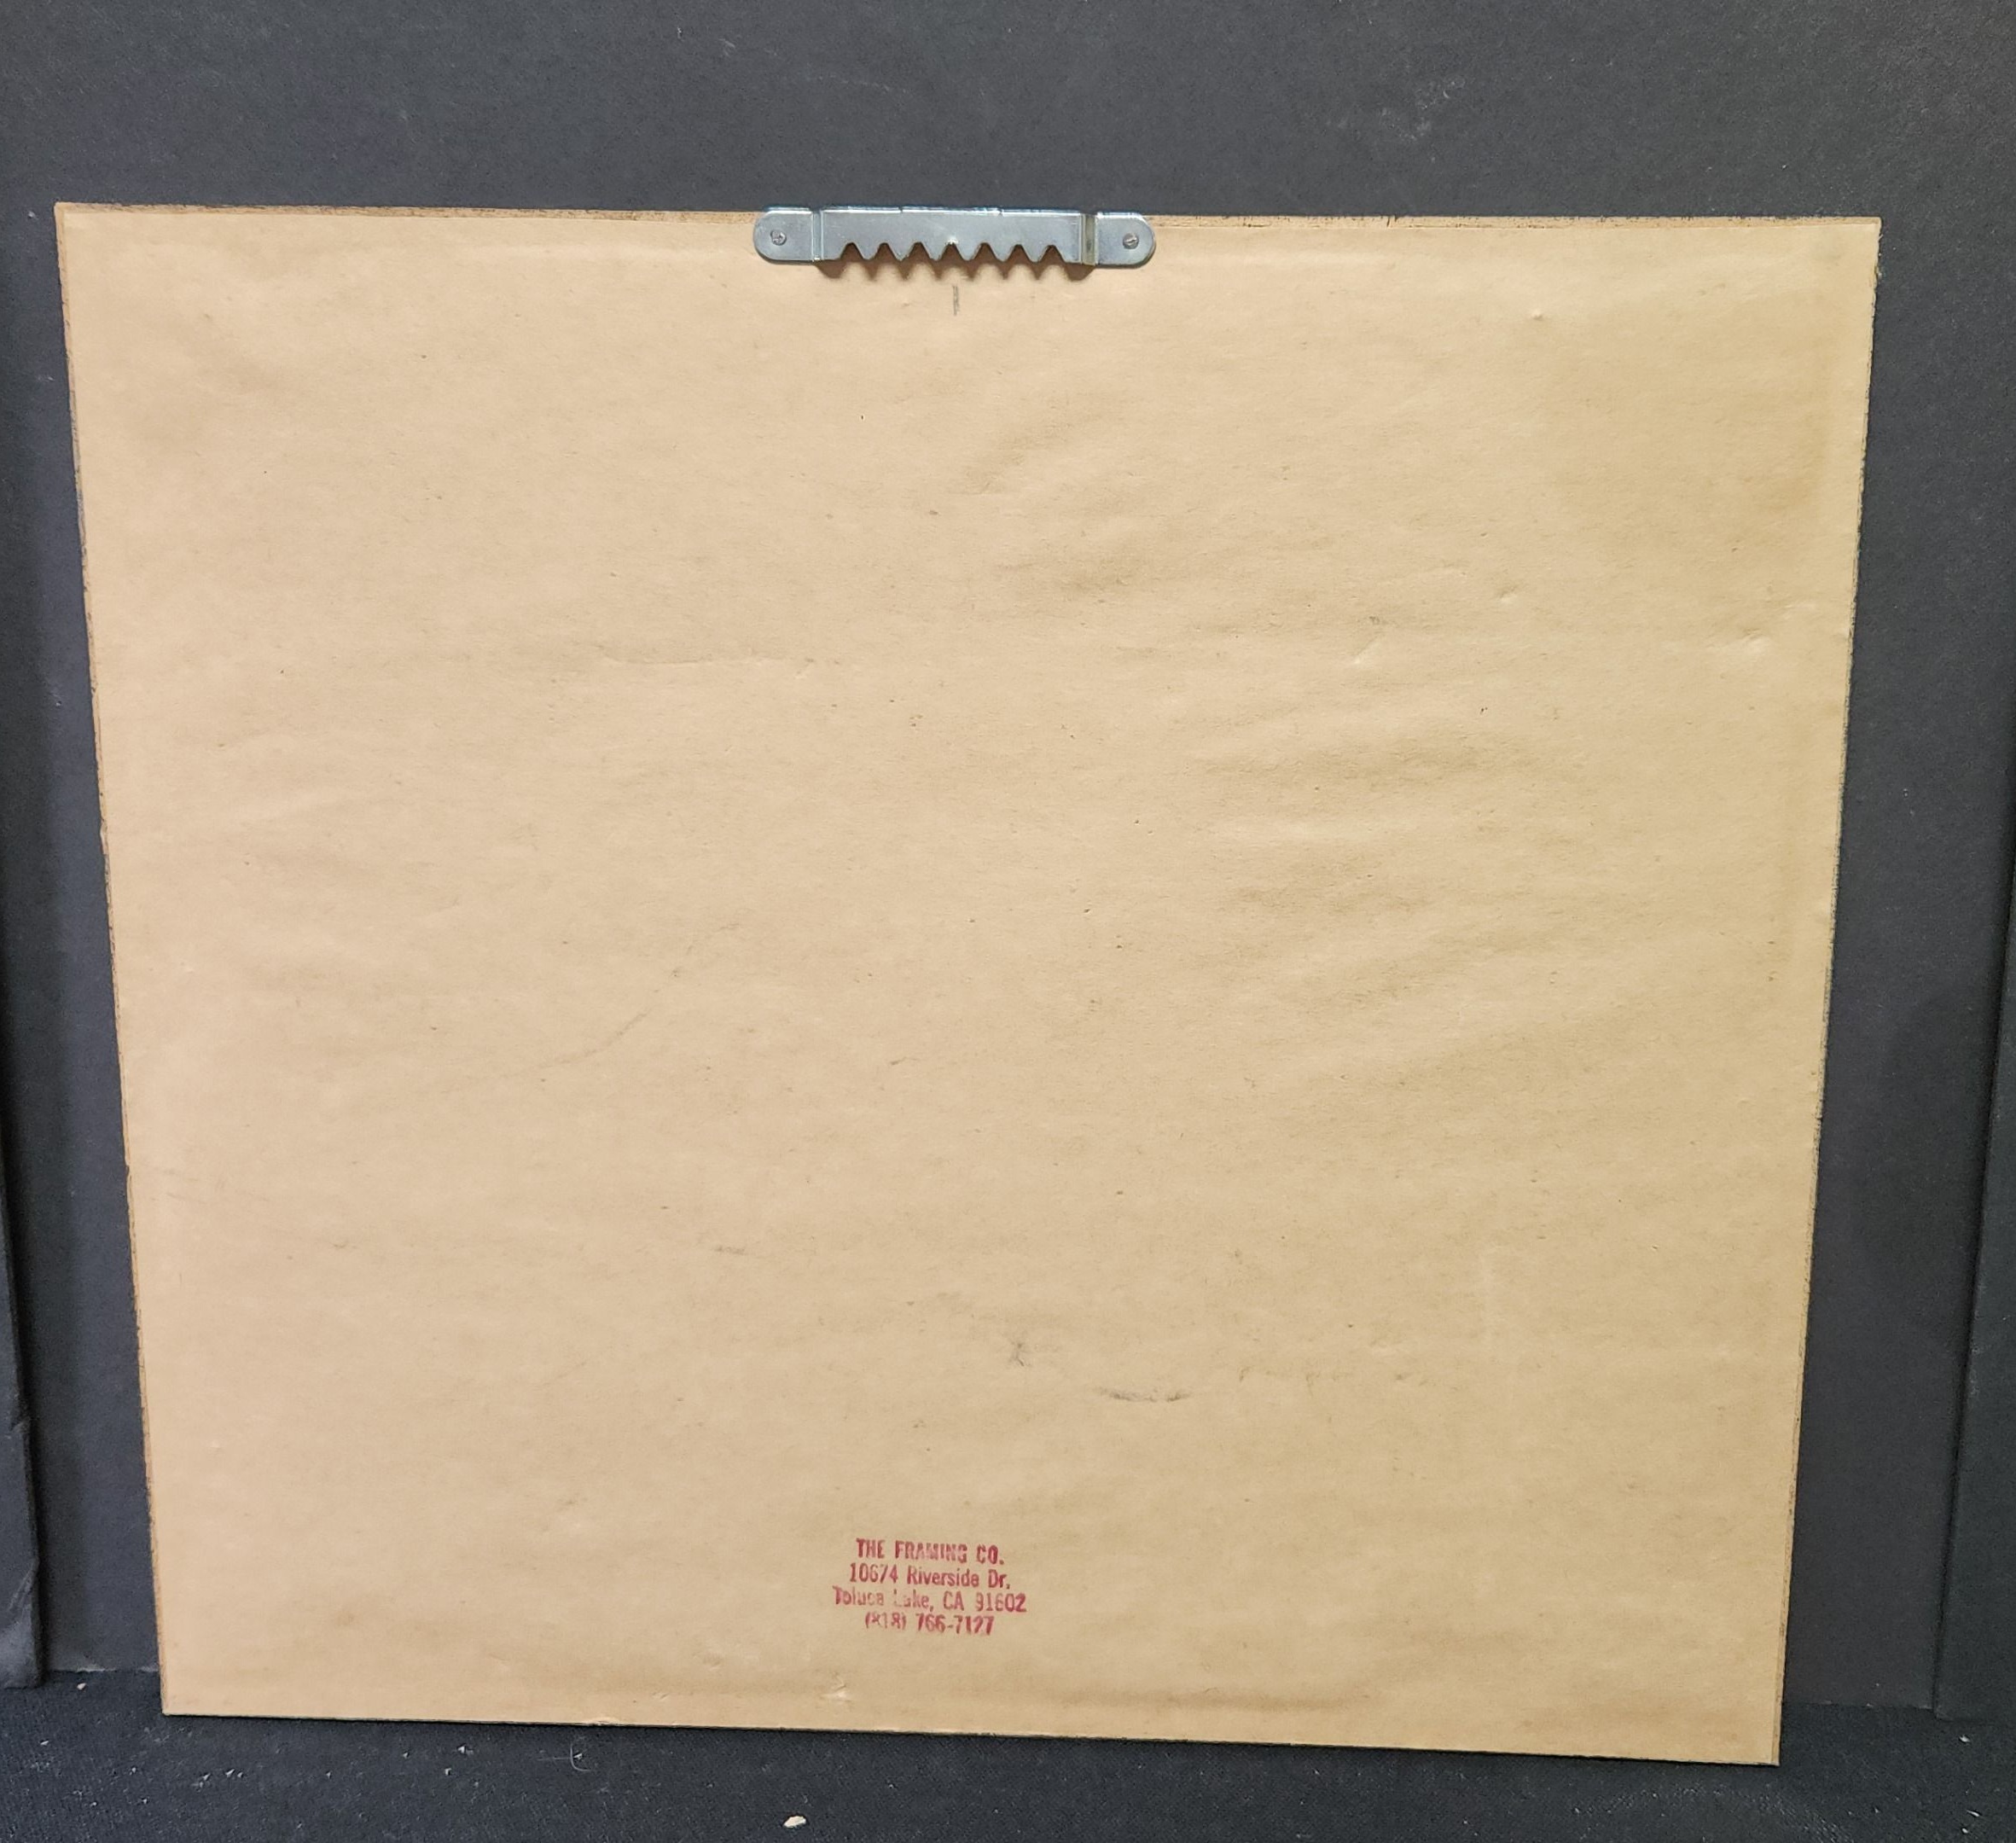 THE FRAMING CO.
10674 Riverside Dr.
Toluca Lake, CA 91602
(818) 766-7127